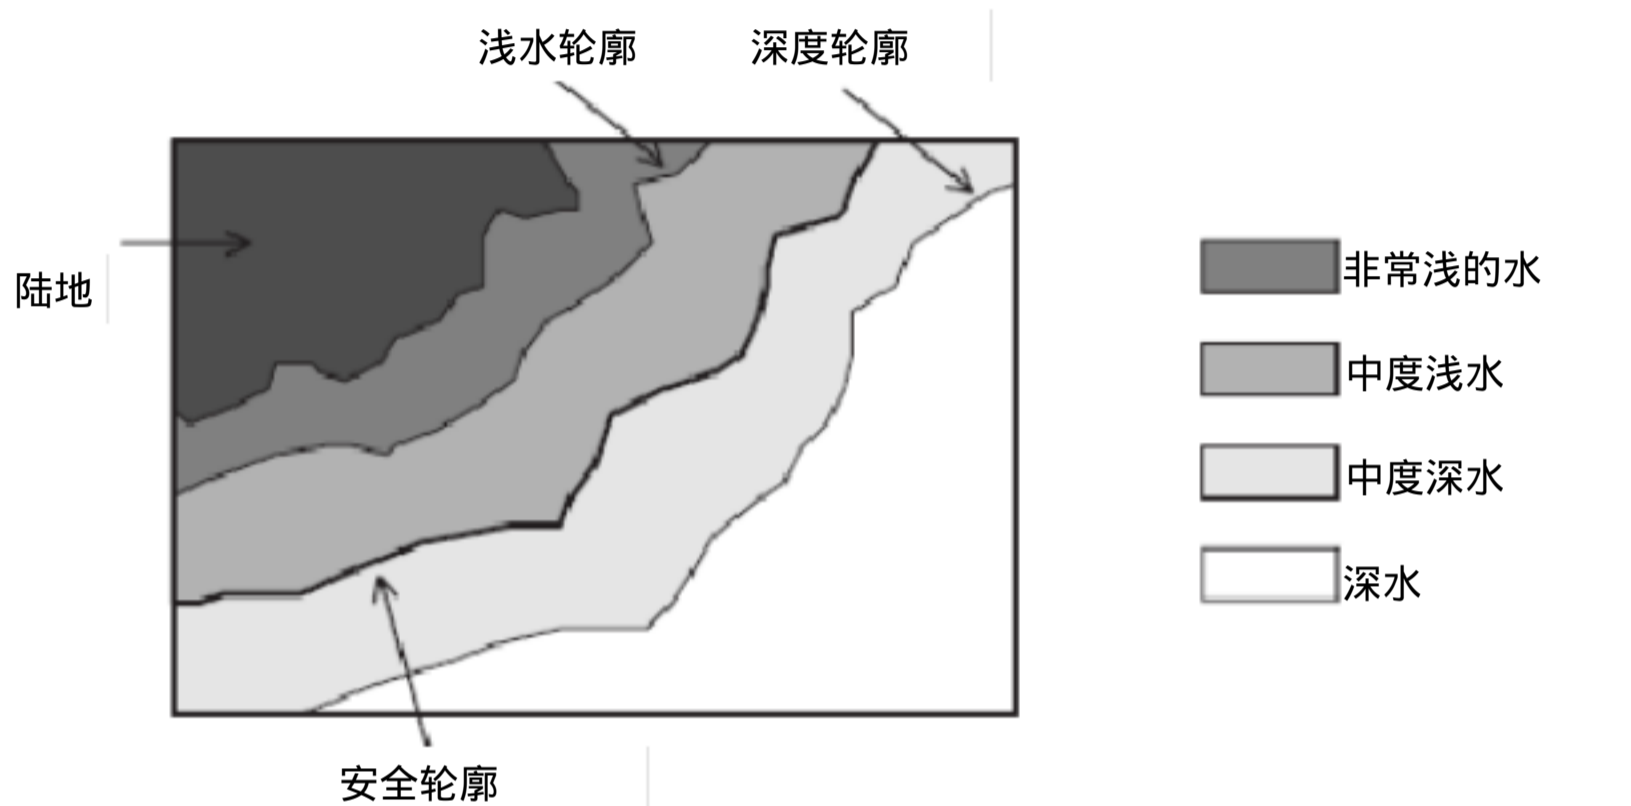 浅水轮廓
深度轮廓
陆地
非常浅的水
中度浅水
中度深水
深水
安全轮廓